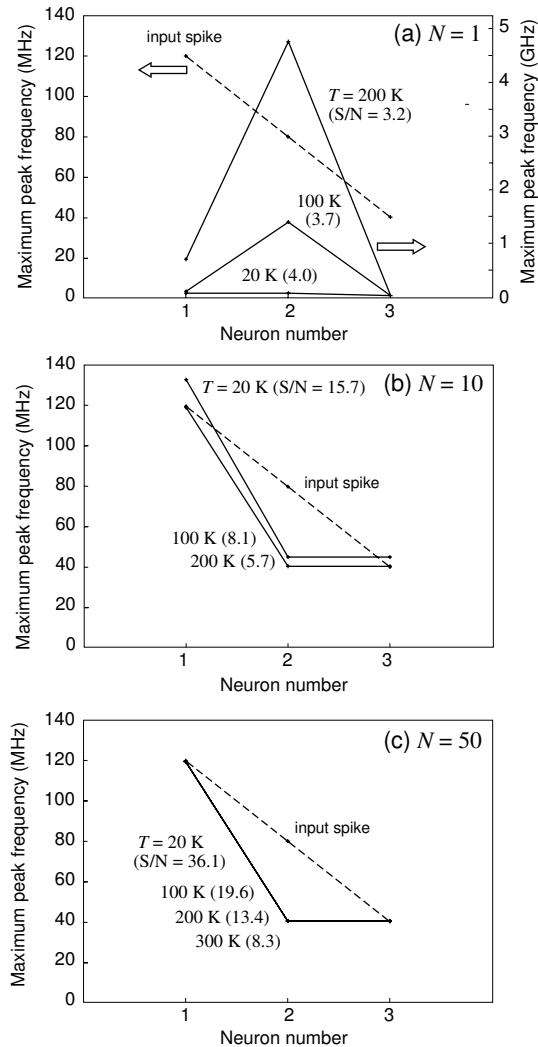 (a) N = 1
Maximum peak frequency (MHz)
140
120
100
80
60
40
20
0
input spike
T = 200 K
(S/N = 3.2)
100 K
(3.7)
20 K (4.0)
5
4
3
2
1
0
Maximum peak frequency (GHz)
1 2 3
Neuron number
(b) N = 10
Maximum peak frequency (MHz)
140
120
100
80
60
40
20
0
T = 20 K (S/N = 15.7)
input spike
100 K (8.1)
200 K (5.7)
1 2 3
Neuron number
(c) N = 50
Maximum peak frequency (MHz)
140
120
100
80
60
40
20
0
input spike
T = 20 K
(S/N = 36.1)
100 K (19.6)
200 K (13.4)
300 K (8.3)
1 2 3
Neuron number